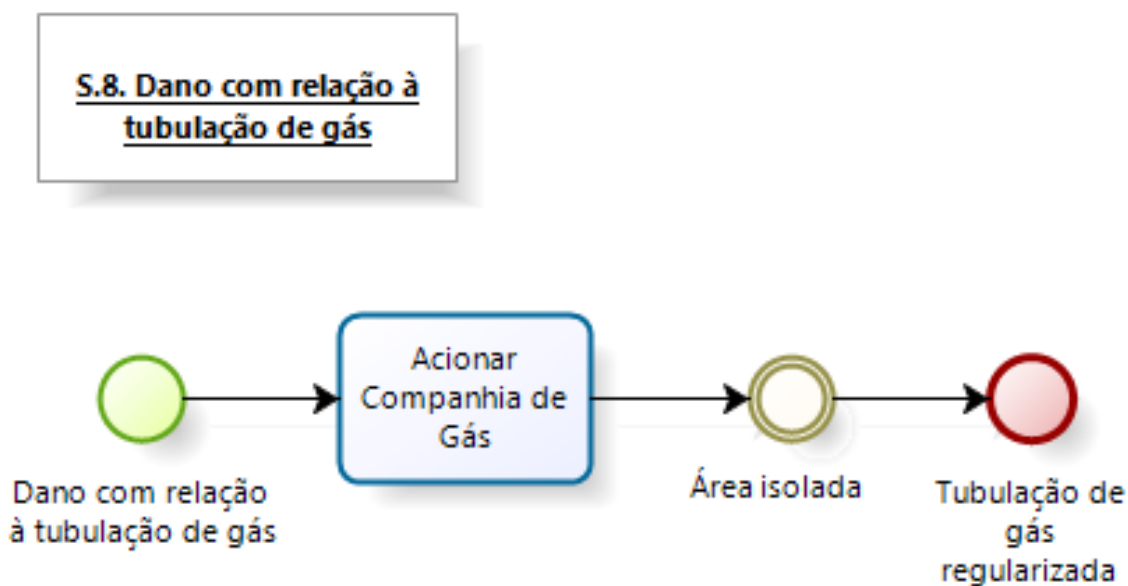 S.8. Dano com relação à
tubulação de gás
Acionar
Companhia de
Gás
Dano com relação
à tubulação de gás
Área isolada
Tubulação de
gás
regularizada